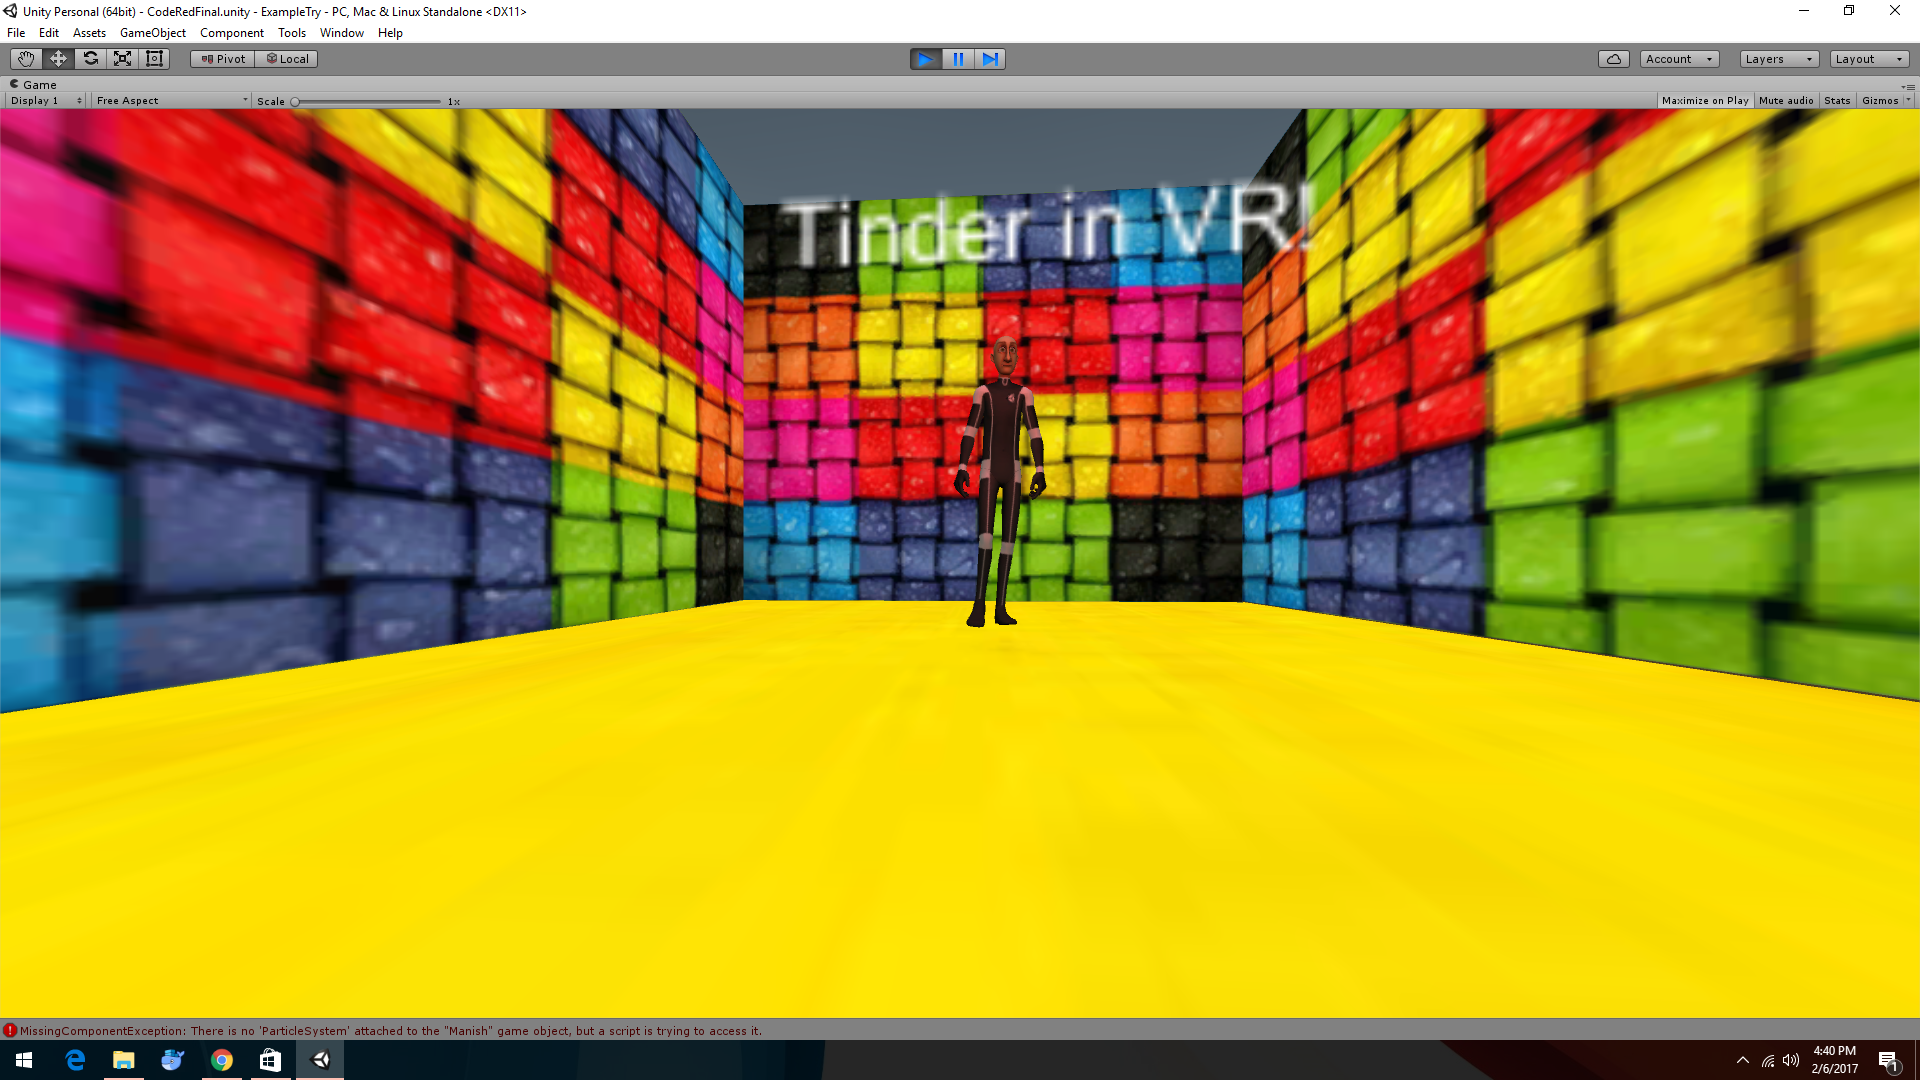 Unity Personal (64bit) - CodeRedFinal.unity - ExampleTry - PC, Mac & Linux Standalone <DX11>
File Edit Assets GameObject Component Tools Window Help
Pivot Local Account Layers Layout
Game
Display 1 Free Aspect Scale 1x Maximize on Play Mute audio Stats Gizmos
Tinder in VR!
MissingComponentException: There is no 'ParticleSystem' attached to the "Manish" game object, but a script is trying to access it.
4:40 PM
2/6/2017
1